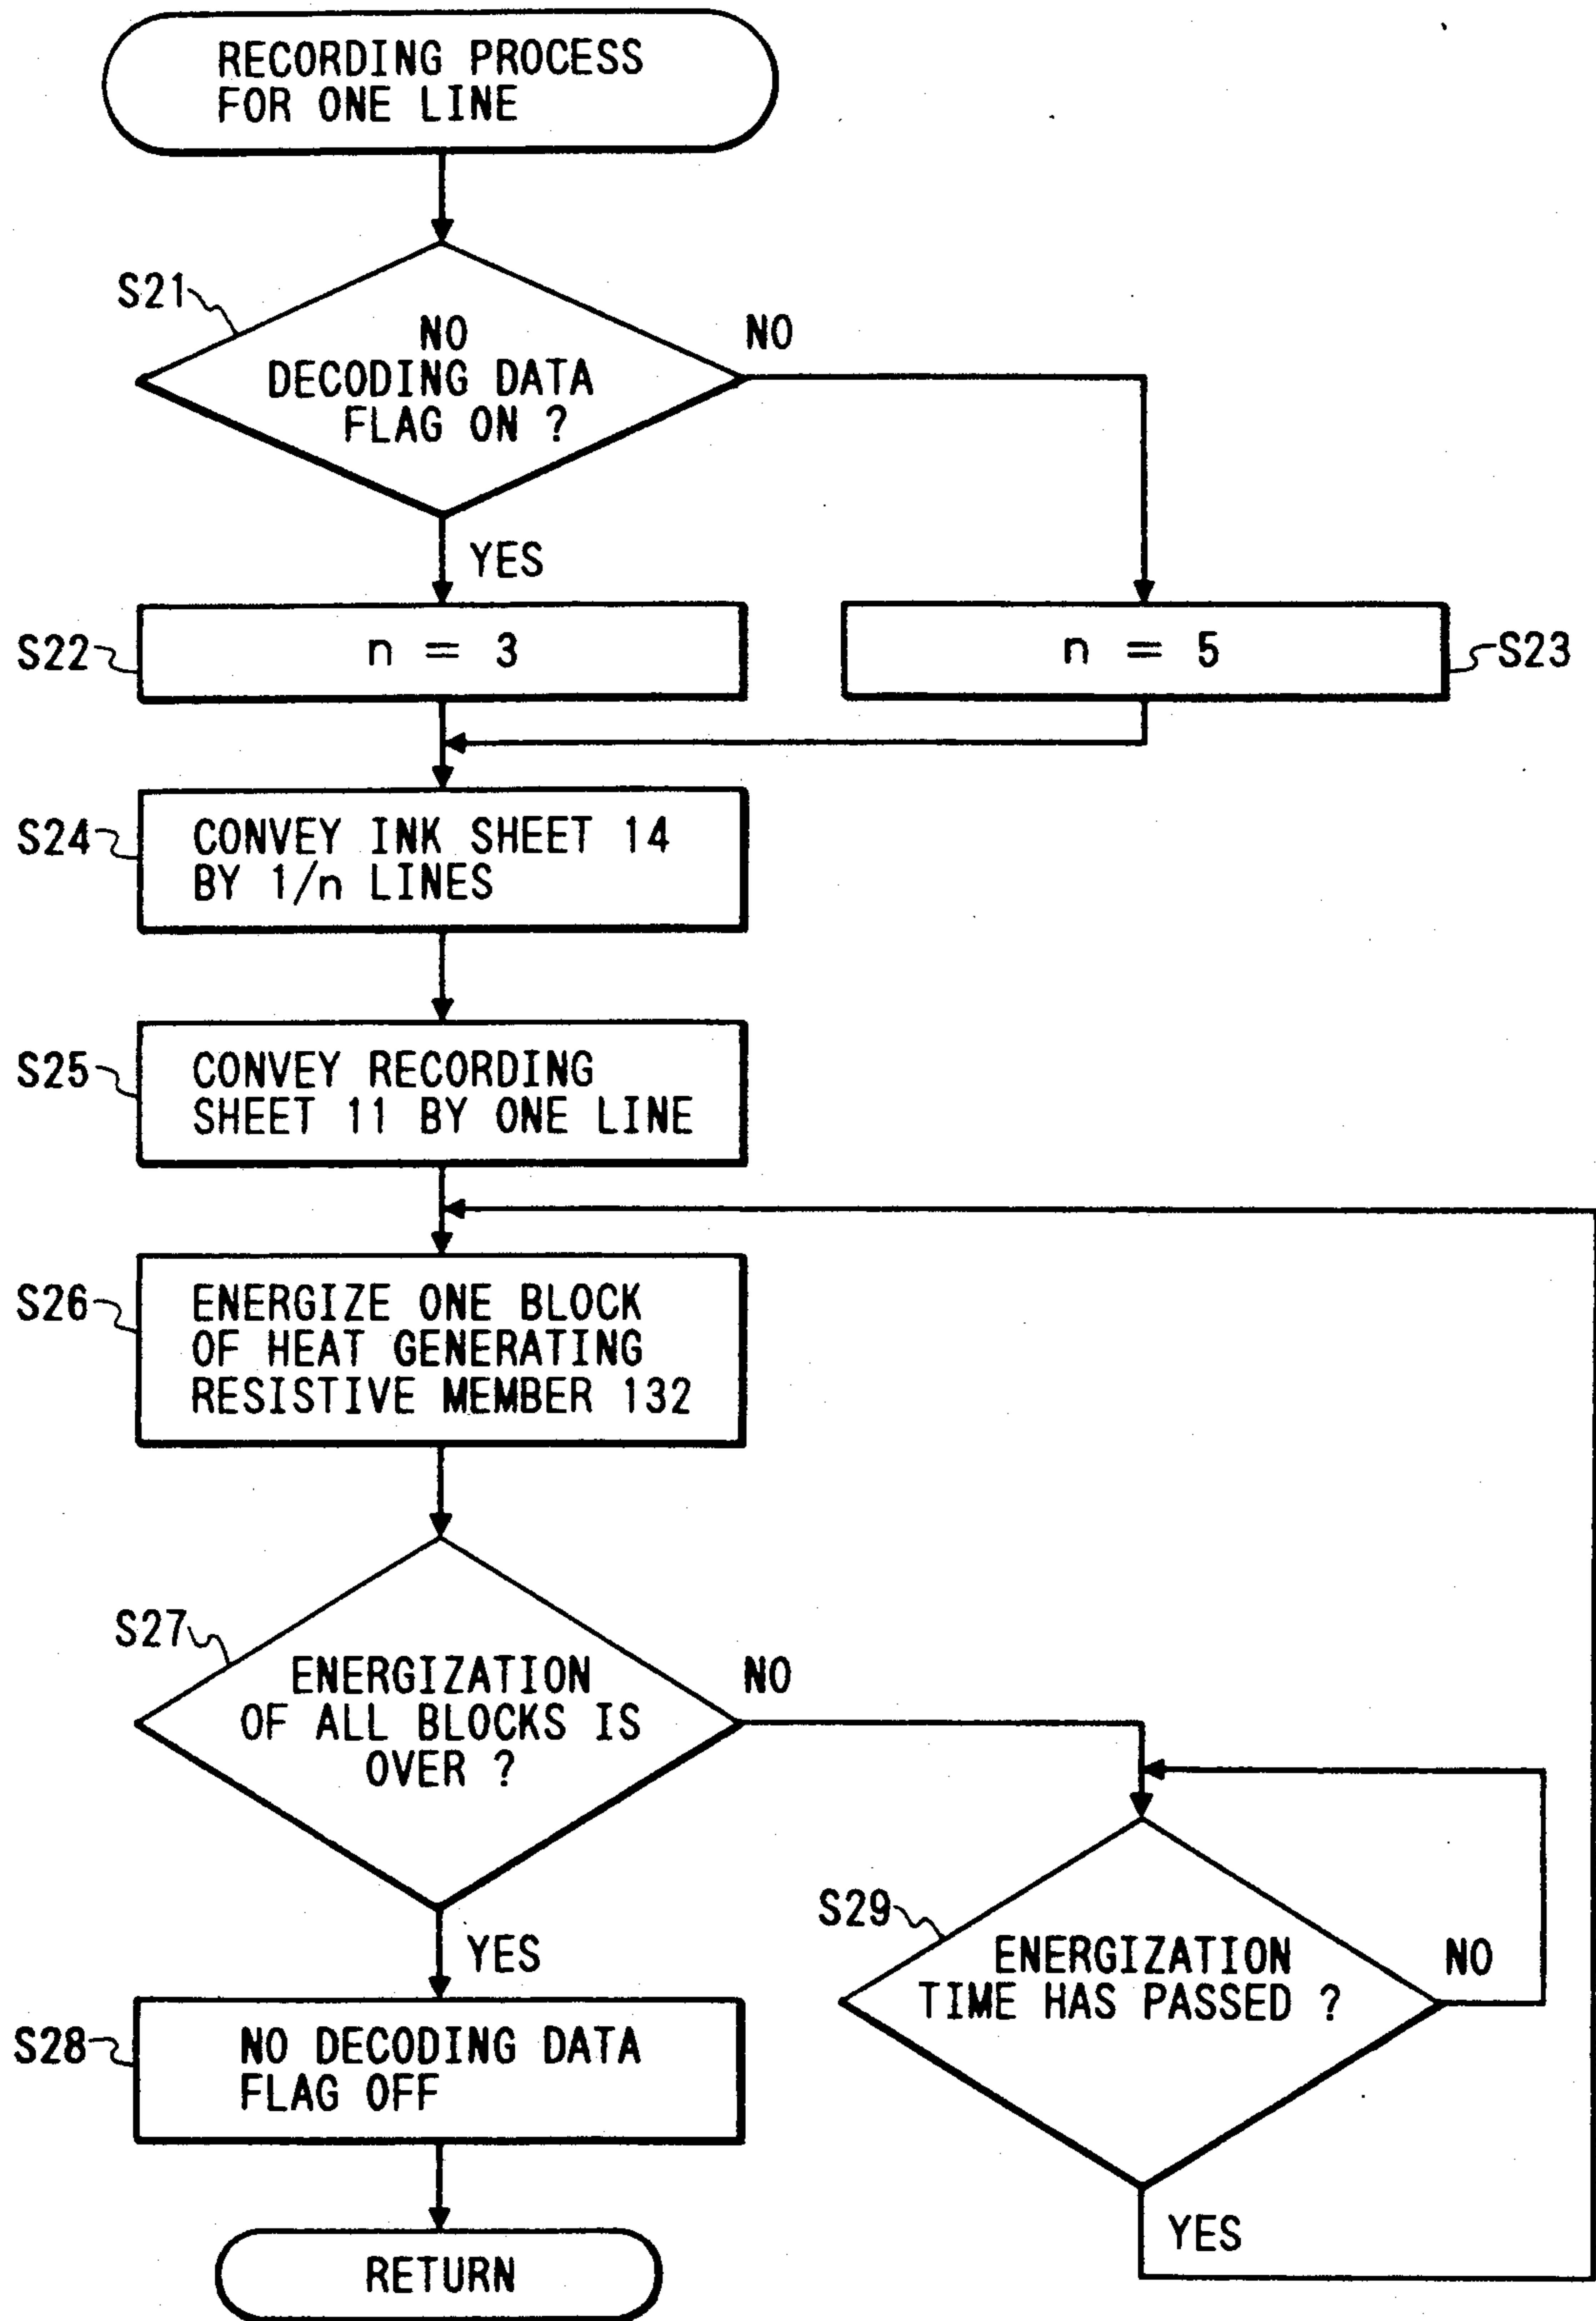 RECORDING PROCESS
FOR ONE LINE
S21
NO
DECODING DATA
FLAG ON ?
NO
YES
S22
n = 3
n = 5
S23
S24
CONVEY INK SHEET 14
BY 1/n LINES
S25
CONVEY RECORDING
SHEET 11 BY ONE LINE
S26
ENERGIZE ONE BLOCK
OF HEAT GENERATING
RESISTIVE MEMBER 132
S27
ENERGIZATION
OF ALL BLOCKS IS
OVER ?
NO
YES
S29
ENERGIZATION
TIME HAS PASSED ?
NO
YES
S28
NO DECODING DATA
FLAG OFF
RETURN